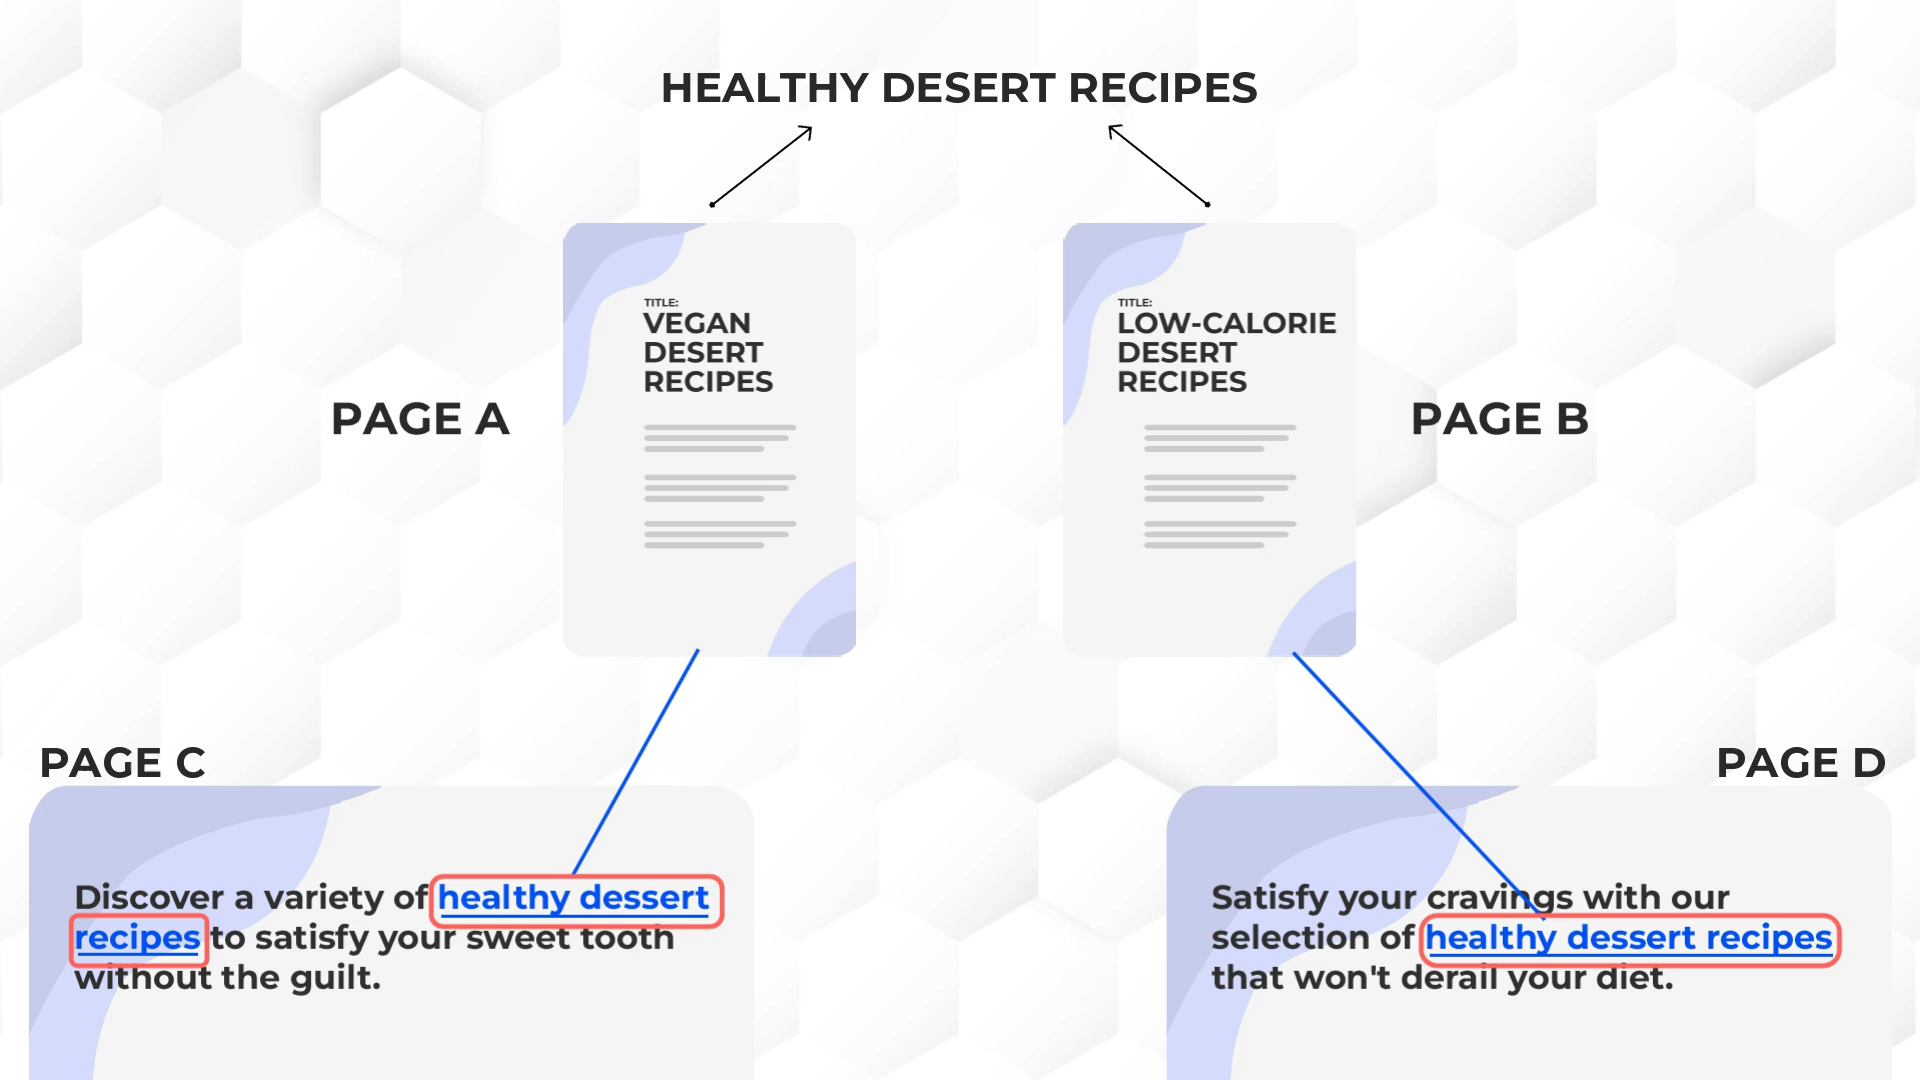 HEALTHY DESERT RECIPES
TITLE:
VEGAN
DESERT
RECIPES
TITLE:
LOW-CALORIE
DESERT
RECIPES
PAGE A
PAGE B
PAGE C
PAGE D
Discover a variety of healthy dessert
recipes to satisfy your sweet tooth
without the guilt.
Satisfy your cravings with our
selection of healthy dessert recipes
that won't derail your diet.